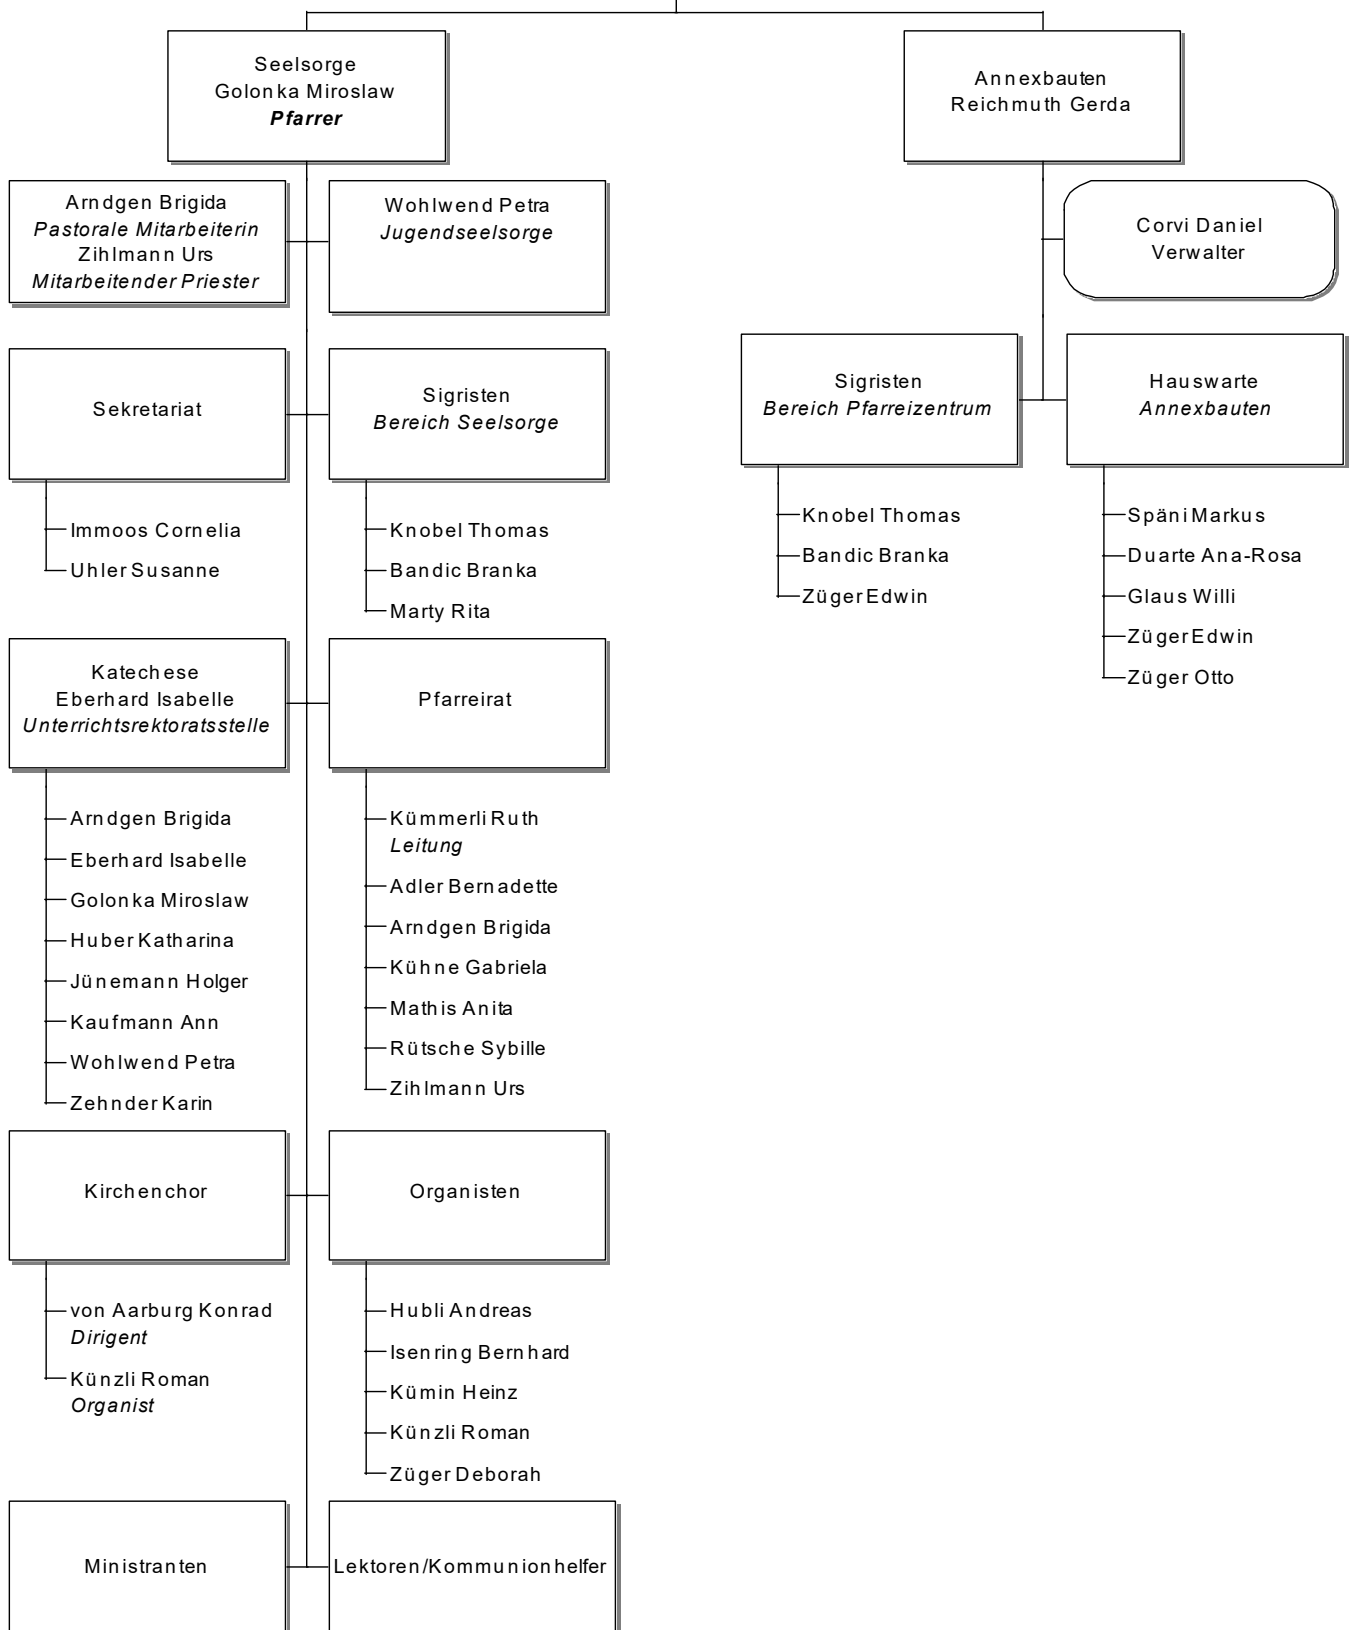 Seelsorge
Golonka Miroslaw
Pfarrer
Annexbauten
Reichmuth Gerda
Arndgen Brigida
Pastorale Mitarbeiterin
Zihlmann Urs
Mitarbeitender Priester
Wohlwend Petra
Jugendseelsorge
Corvi Daniel
Verwalter
Sekretariat
Sigristen
Bereich Seelsorge
Sigristen
Bereich Pfarreizentrum
Hauswarte
Annexbauten
Immoos Cornelia
Uhler Susanne
Knobel Thomas
Bandic Branka
Marty Rita
Knobel Thomas
Bandic Branka
Züger Edwin
Späni Markus
Duarte Ana-Rosa
Glaus Willi
Züger Edwin
Züger Otto
Katechese
Eberhard Isabelle
Unterrichtsrektoratsstelle
Pfarreirat
Arndgen Brigida
Eberhard Isabelle
Golonka Miroslaw
Huber Katharina
Jünemann Holger
Kaufmann Ann
Wohlwend Petra
Zehnder Karin
Kümmerli Ruth
Leitung
Adler Bernadette
Arndgen Brigida
Kühne Gabriela
Mathis Anita
Rütsche Sybille
Zihlmann Urs
Kirchenchor
Organisten
von Aarburg Konrad
Dirigent
Künzli Roman
Organist
Hubli Andreas
Isenring Bernhard
Kümin Heinz
Künzli Roman
Züger Deborah
Ministranten
Lektoren/Kommunionhelfer